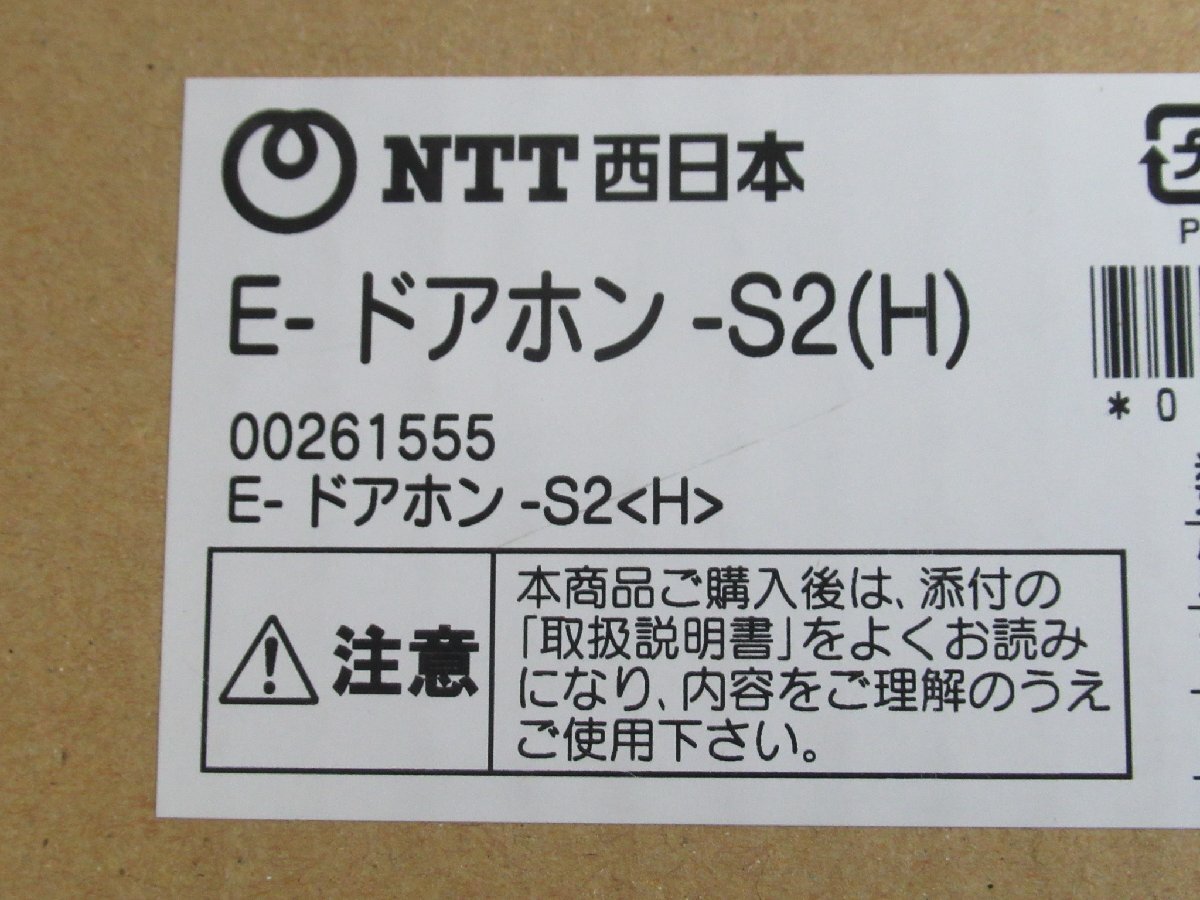 NTT西日本
E-ドアホン-S2(H)
00261555
E-ドアホン-S2<H>
注意
本商品ご購入後は、添付の
「取扱説明書」をよくお読み
になり、内容をご理解のうえ
ご使用下さい。
P
* 0